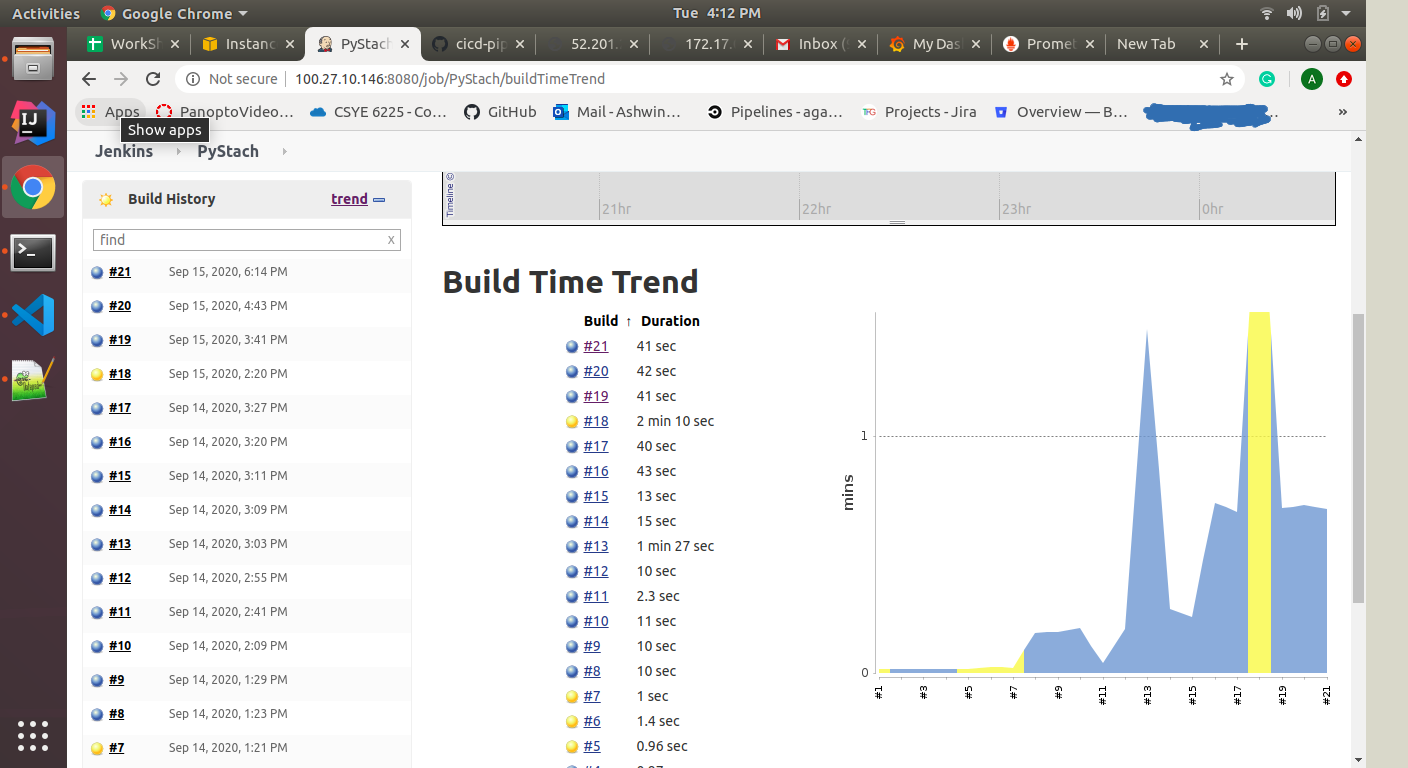 Activities Google Chrome Tue 4:12 PM
WorkSh Instanc PyStach cicd-pip 52.201. 172.17. Inbox ( My Das Promet New Tab
Not secure 100.27.10.146:8080/job/PyStach/buildTimeTrend
Apps PanoptoVideo... CSYE 6225 - Co... GitHub Mail - Ashwin... Pipelines - aga... Projects - Jira Overview — B... »
Show apps
Jenkins PyStach
Build History trend
find x
#21 Sep 15, 2020, 6:14 PM
#20 Sep 15, 2020, 4:43 PM
#19 Sep 15, 2020, 3:41 PM
#18 Sep 15, 2020, 2:20 PM
#17 Sep 14, 2020, 3:27 PM
#16 Sep 14, 2020, 3:20 PM
#15 Sep 14, 2020, 3:11 PM
#14 Sep 14, 2020, 3:09 PM
#13 Sep 14, 2020, 3:03 PM
#12 Sep 14, 2020, 2:55 PM
#11 Sep 14, 2020, 2:41 PM
#10 Sep 14, 2020, 2:09 PM
#9 Sep 14, 2020, 1:29 PM
#8 Sep 14, 2020, 1:23 PM
#7 Sep 14, 2020, 1:21 PM
Timeline ©
21hr 22hr 23hr 0hr
Build Time Trend
Build ↑ Duration
#21 41 sec
#20 42 sec
#19 41 sec
#18 2 min 10 sec
#17 40 sec
#16 43 sec
#15 13 sec
#14 15 sec
#13 1 min 27 sec
#12 10 sec
#11 2.3 sec
#10 11 sec
#9 10 sec
#8 10 sec
#7 1 sec
#6 1.4 sec
#5 0.96 sec
mins
1
0
#1 #3 #5 #7 #9 #11 #13 #15 #17 #19 #21